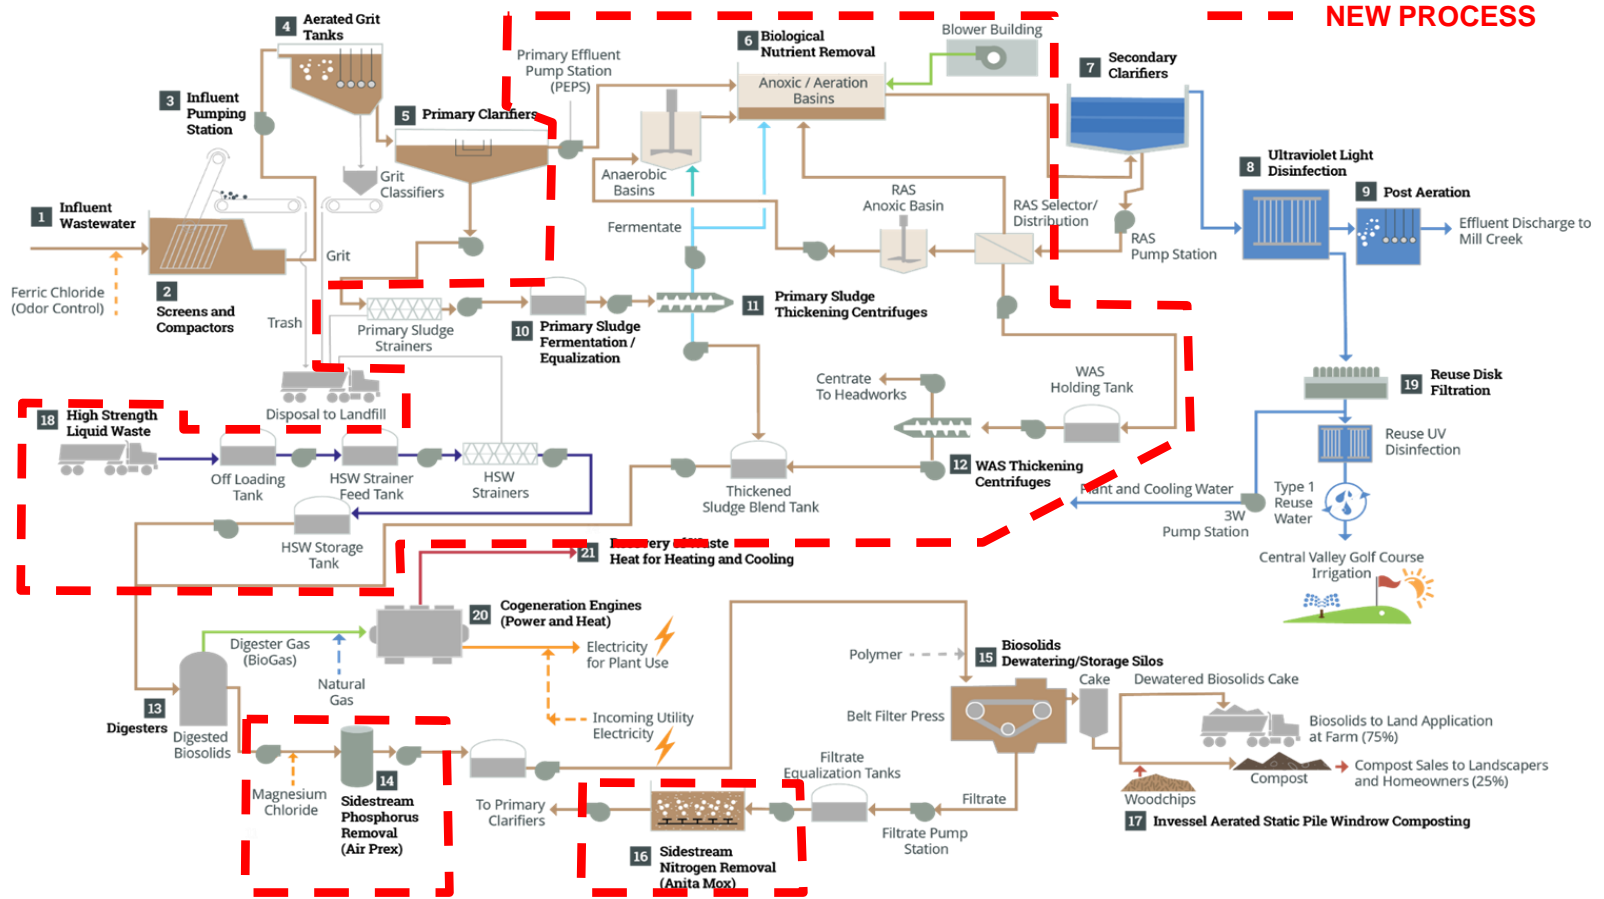 NEW PROCESS
4
Aerated Grit
Tanks
Primary Effluent
Pump Station
(PEPS)
6
Biological
Nutrient Removal
Blower Building
7
Secondary
Clarifiers
Anoxic / Aeration
Basins
3
Influent
Pumping
Station
5
Primary Clarifiers
Grit
Classifiers
Anaerobic
Basins
RAS
Anoxic Basin
RAS Selector/
Distribution
8
Ultraviolet Light
Disinfection
9
Post Aeration
1
Influent
Wastewater
Fermentate
Effluent Discharge to
Mill Creek
RAS
Pump Station
Grit
Ferric Chloride
(Odor Control)
2
Screens and
Compactors
Trash
Primary Sludge
Strainers
10
Primary Sludge
Fermentation /
Equalization
11
Primary Sludge
Thickening Centrifuges
Centrate
To Headworks
WAS
Holding Tank
19
Reuse Disk
Filtration
Disposal to Landfill
18
High Strength
Liquid Waste
Off Loading
Tank
HSW Strainer
Feed Tank
HSW
Strainers
Thickened
Sludge Blend Tank
12
WAS Thickening
Centrifuges
Reuse UV
Disinfection
Plant and Cooling Water
3W
Pump Station
Type 1
Reuse
Water
HSW Storage
Tank
21
Recovery of Waste
Heat for Heating and Cooling
Central Valley Golf Course
Irrigation
20
Cogeneration Engines
(Power and Heat)
Digester Gas
(BioGas)
Natural
Gas
Electricity
for Plant Use
Incoming Utility
Electricity
Polymer
15
Biosolids
Dewatering/Storage Silos
Cake
Dewatered Biosolids Cake
Belt Filter Press
13
Digesters
Digested
Biosolids
Biosolids to Land Application
at Farm (75%)
Magnesium
Chloride
14
Sidestream
Phosphorus
Removal
(Air Prex)
To Primary
Clarifiers
Filtrate
Equalization Tanks
Filtrate
Filtrate Pump
Station
Compost
Compost Sales to Landscapers
and Homeowners (25%)
Woodchips
17
Invessel Aerated Static Pile Windrow Composting
16
Sidestream
Nitrogen Removal
(Anita Mox)